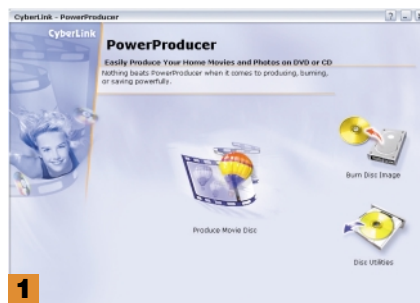 CyberLink - PowerProducer
CyberLink
PowerProducer
Easily Produce Your Home Movies and Photos on DVD or CD
Nothing beats PowerProducer when it comes to producing, burning,
or saving powerfully.
Burn Disc Image
Produce Movie Disc
Disc Utilities
1